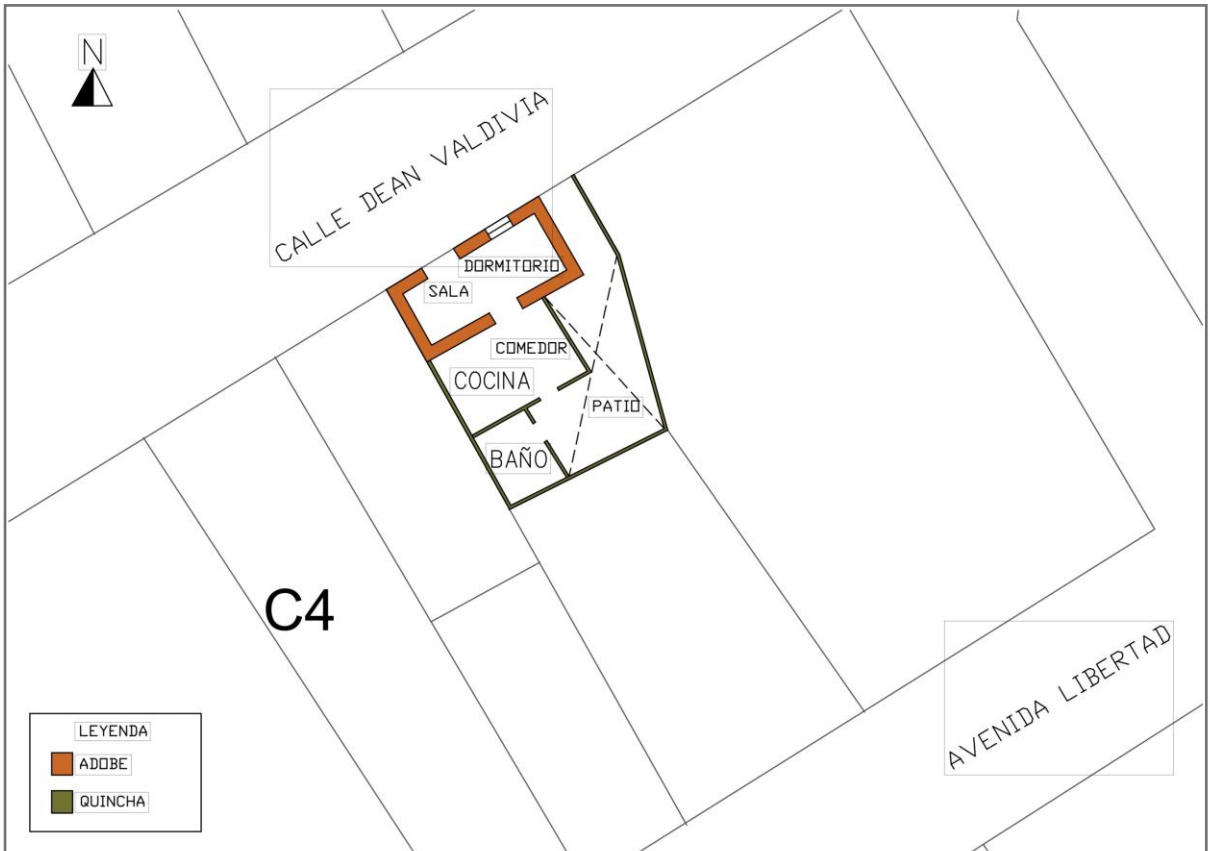 N
CALLE DEAN VALDIVIA
DORMITORIO
SALA
COMEDOR
COCINA
PATIO
BAÑO
C4
AVENIDA LIBERTAD
LEYENDA
ADOBE
QUINCHA